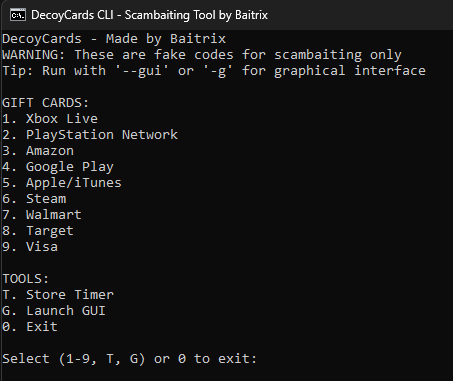 DecoyCards CLI - Scambaiting Tool by Baitrix
DecoyCards - Made by Baitrix
WARNING: These are fake codes for scambaiting only
Tip: Run with '--gui' or '-g' for graphical interface
GIFT CARDS:
1. Xbox Live
2. PlayStation Network
3. Amazon
4. Google Play
5. Apple/iTunes
6. Steam
7. Walmart
8. Target
9. Visa
TOOLS:
T. Store Timer
G. Launch GUI
0. Exit
Select (1-9, T, G) or 0 to exit: